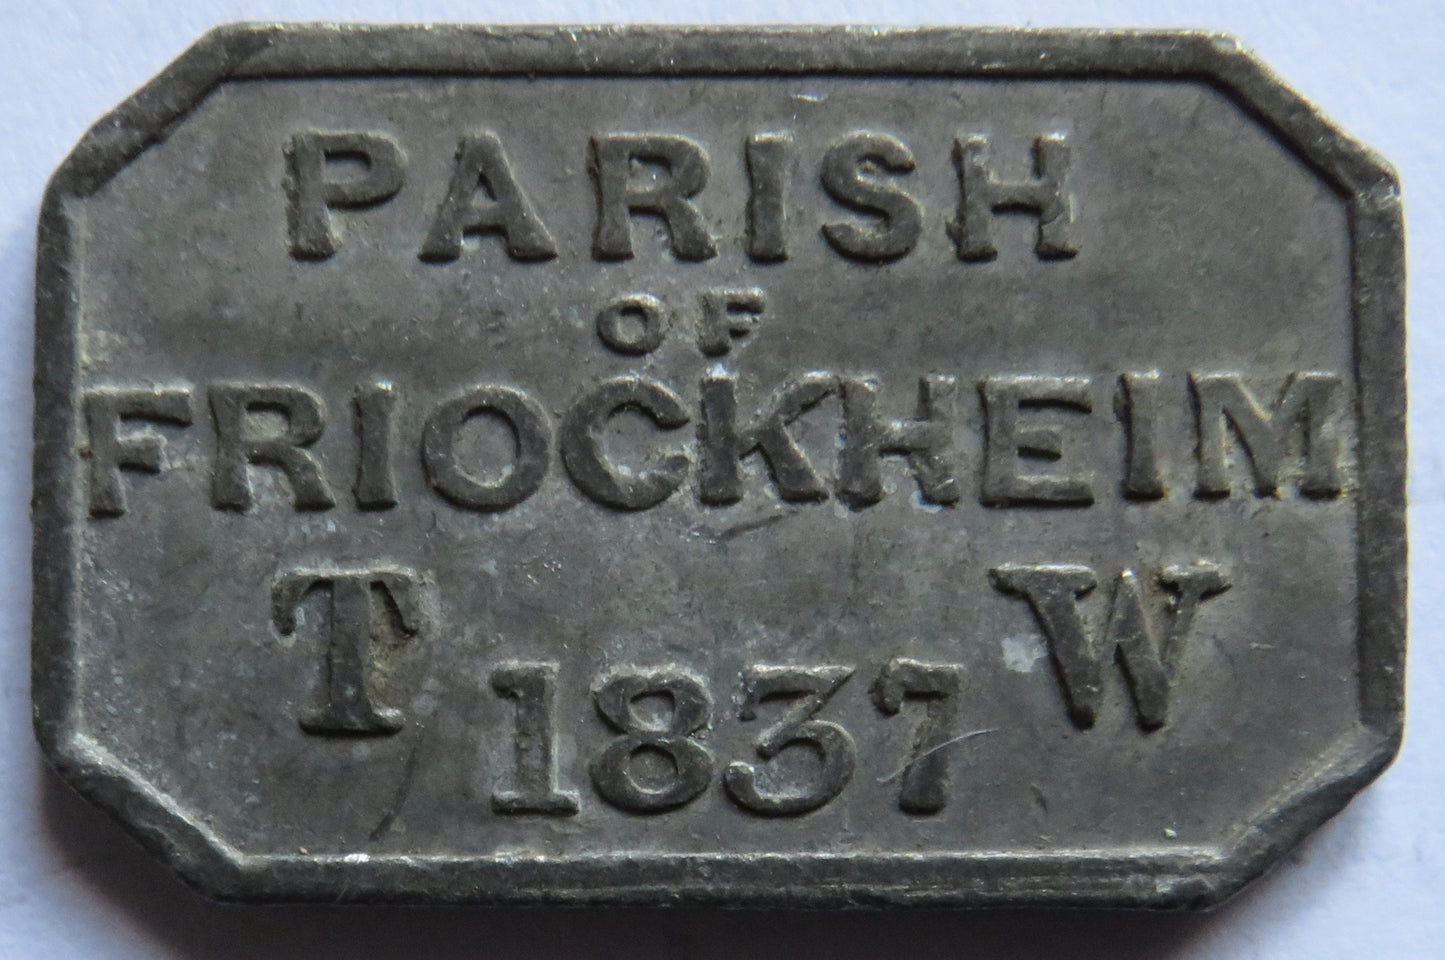 PARISH
OF
FRIOCKHEIM
T W
1837